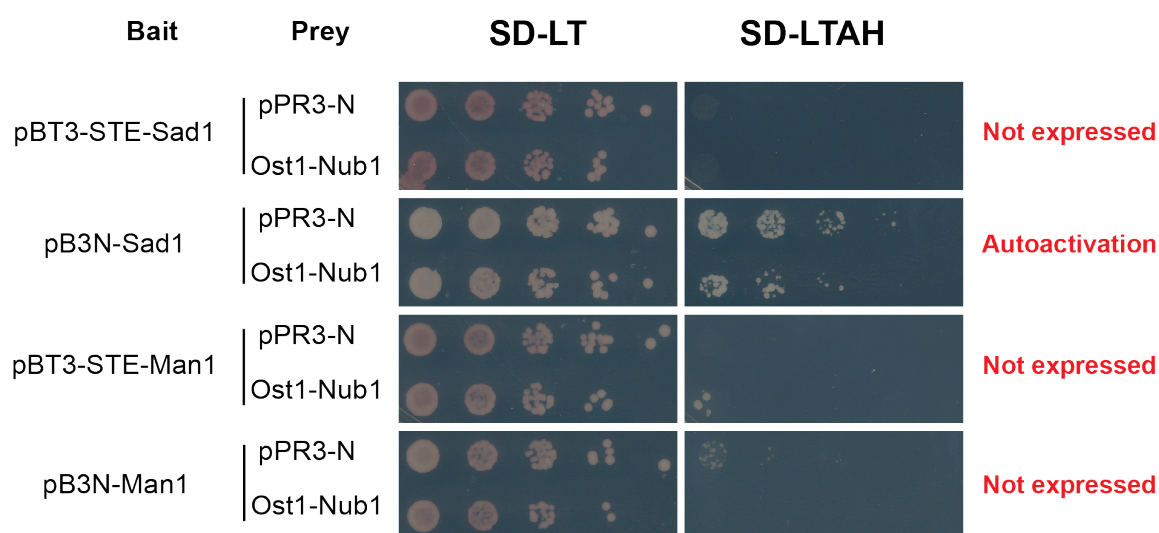 Bait Prey SD-LT SD-LTAH
pPR3-N
pBT3-STE-Sad1 Not expressed
Ost1-Nub1
pPR3-N
pB3N-Sad1 Autoactivation
Ost1-Nub1
pPR3-N
pBT3-STE-Man1 Not expressed
Ost1-Nub1
pPR3-N
pB3N-Man1 Not expressed
Ost1-Nub1